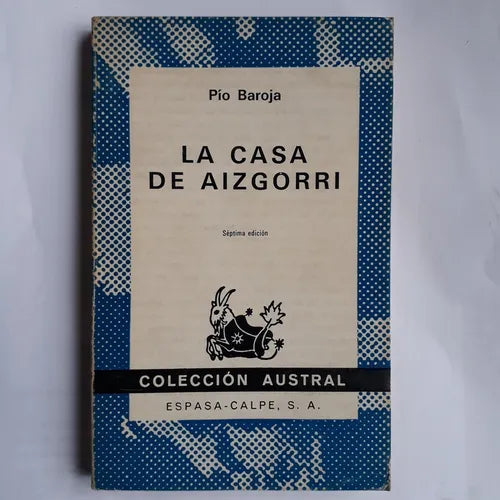 Pío Baroja
LA CASA
DE AIZGORRI
Séptima edición
COLECCIÓN AUSTRAL
ESPASA-CALPE, S. A.